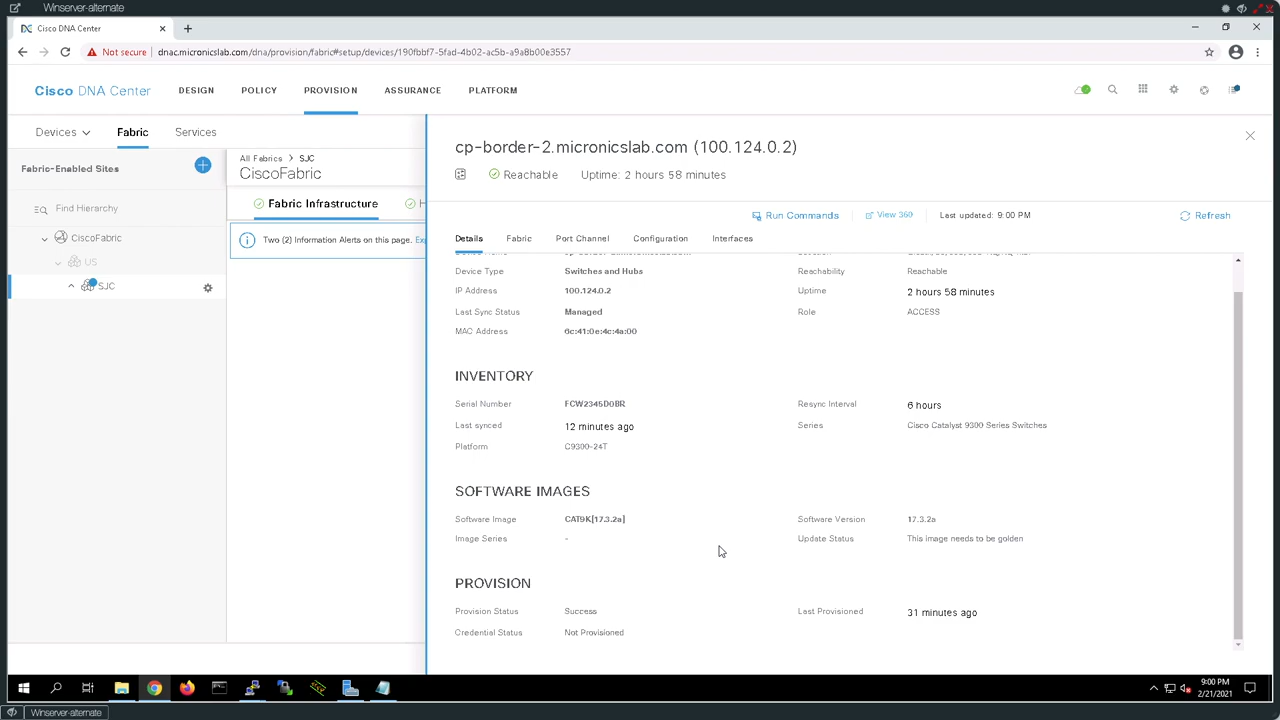 Winserver-alternate
Cisco DNA Center
Not secure dnac.micronicslab.com/dna/provision/fabric#setup/devices/190fbbf7-5fad-4b02-ac5b-a9a8b00e3557
Cisco DNA Center DESIGN POLICY PROVISION ASSURANCE PLATFORM
Devices Fabric Services
Fabric-Enabled Sites
Find Hierarchy
CiscoFabric
US
SJC
All Fabrics > SJC
CiscoFabric
Fabric Infrastructure H
Two (2) Information Alerts on this page. Exp
cp-border-2.micronicslab.com (100.124.0.2)
Reachable Uptime: 2 hours 58 minutes
Run Commands View 360 Last updated: 9:00 PM Refresh
Details Fabric Port Channel Configuration Interfaces
Device Type Switches and Hubs Reachability Reachable
IP Address 100.124.0.2 Uptime 2 hours 58 minutes
Last Sync Status Managed Role ACCESS
MAC Address 6c:41:0e:4c:4a:00
INVENTORY
Serial Number FCW2345D0BR Resync Interval 6 hours
Last synced 12 minutes ago Series Cisco Catalyst 9300 Series Switches
Platform C9300-24T
SOFTWARE IMAGES
Software Image CAT9K[17.3.2a] Software Version 17.3.2a
Image Series - Update Status This image needs to be golden
PROVISION
Provision Status Success Last Provisioned 31 minutes ago
Credential Status Not Provisioned
9:00 PM
2/21/2021
Winserver-alternate